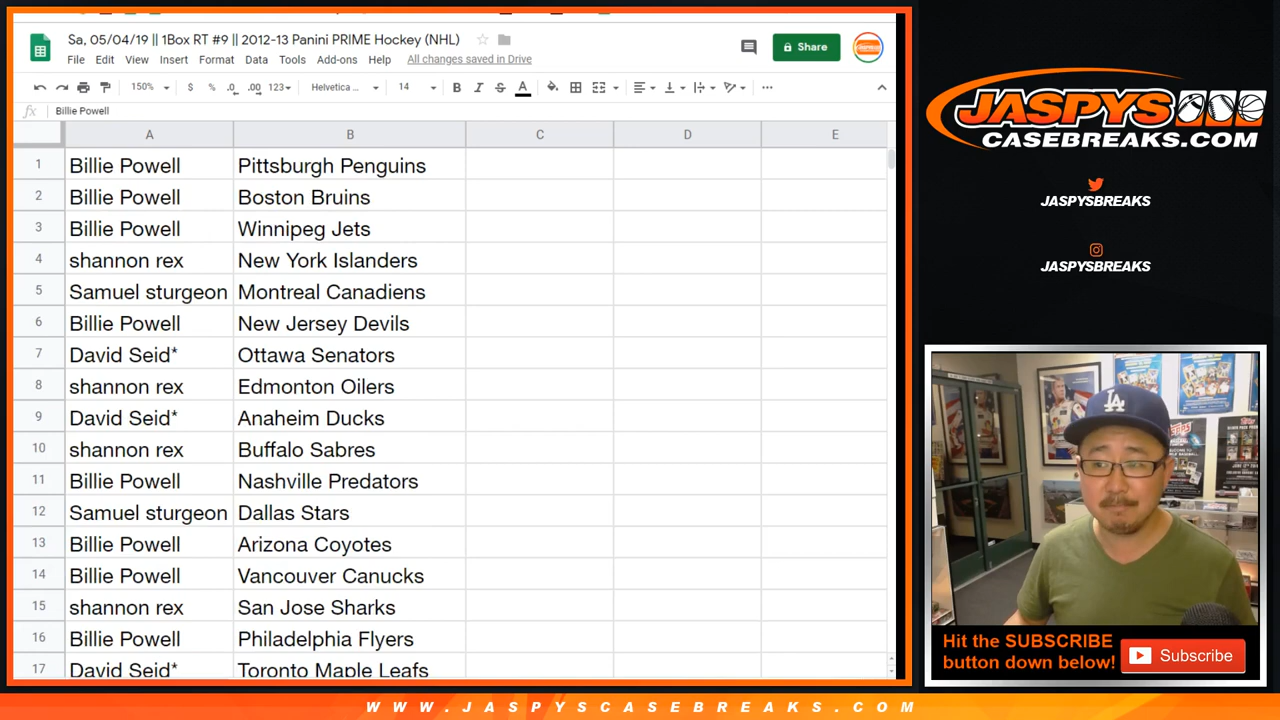 Sa, 05/04/19 || 1Box RT #9 || 2012-13 Panini PRIME Hockey (NHL)
File Edit View Insert Format Data Tools Add-ons Help All changes saved in Drive
Share
150% $ % .0 .00 123 Helvetica ... 14 B I S A
fx Billie Powell
A B C D E
1 Billie Powell Pittsburgh Penguins
2 Billie Powell Boston Bruins
3 Billie Powell Winnipeg Jets
4 shannon rex New York Islanders
5 Samuel sturgeon Montreal Canadiens
6 Billie Powell New Jersey Devils
7 David Seid* Ottawa Senators
8 shannon rex Edmonton Oilers
9 David Seid* Anaheim Ducks
10 shannon rex Buffalo Sabres
11 Billie Powell Nashville Predators
12 Samuel sturgeon Dallas Stars
13 Billie Powell Arizona Coyotes
14 Billie Powell Vancouver Canucks
15 shannon rex San Jose Sharks
16 Billie Powell Philadelphia Flyers
17 David Seid* Toronto Maple Leafs
JASPYS
CASEBREAKS.COM
JASPYSBREAKS
JASPYSBREAKS
LA
Hit the SUBSCRIBE
button down below!
Subscribe
WWW.JASPYSCASEBREAKS.COM